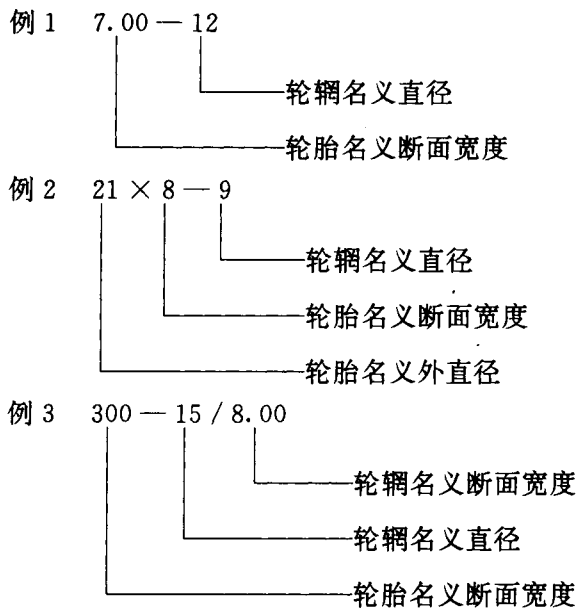 例 1 7.00 — 12
轮辋名义直径
轮胎名义断面宽度
例 2 21 × 8 — 9
轮辋名义直径
轮胎名义断面宽度
轮胎名义外直径
例 3 300 — 15 / 8.00
轮辋名义断面宽度
轮辋名义直径
轮胎名义断面宽度